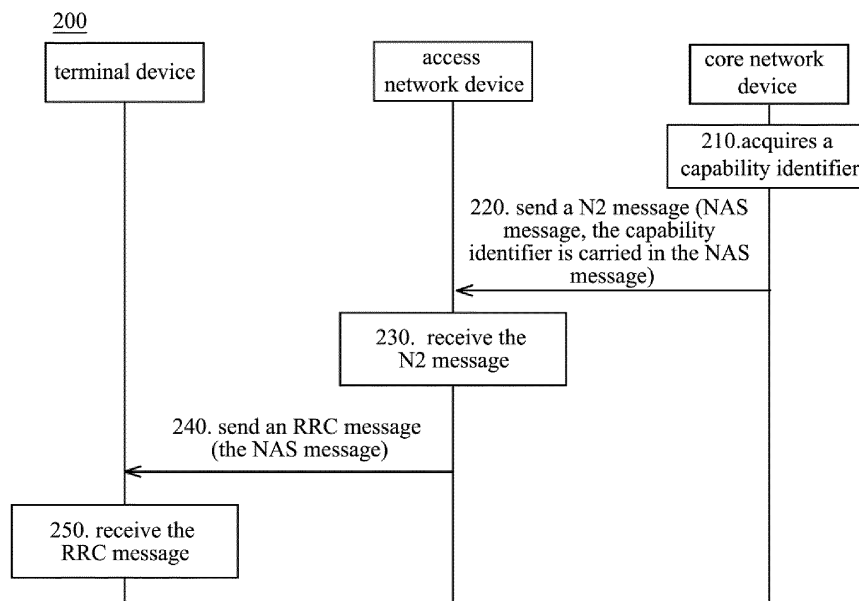 200
terminal device
access
network device
core network
device
210.acquires a
capability identifier
220. send a N2 message (NAS
message, the capability
identifier is carried in the NAS
message)
230. receive the
N2 message
240. send an RRC message
(the NAS message)
250. receive the
RRC message